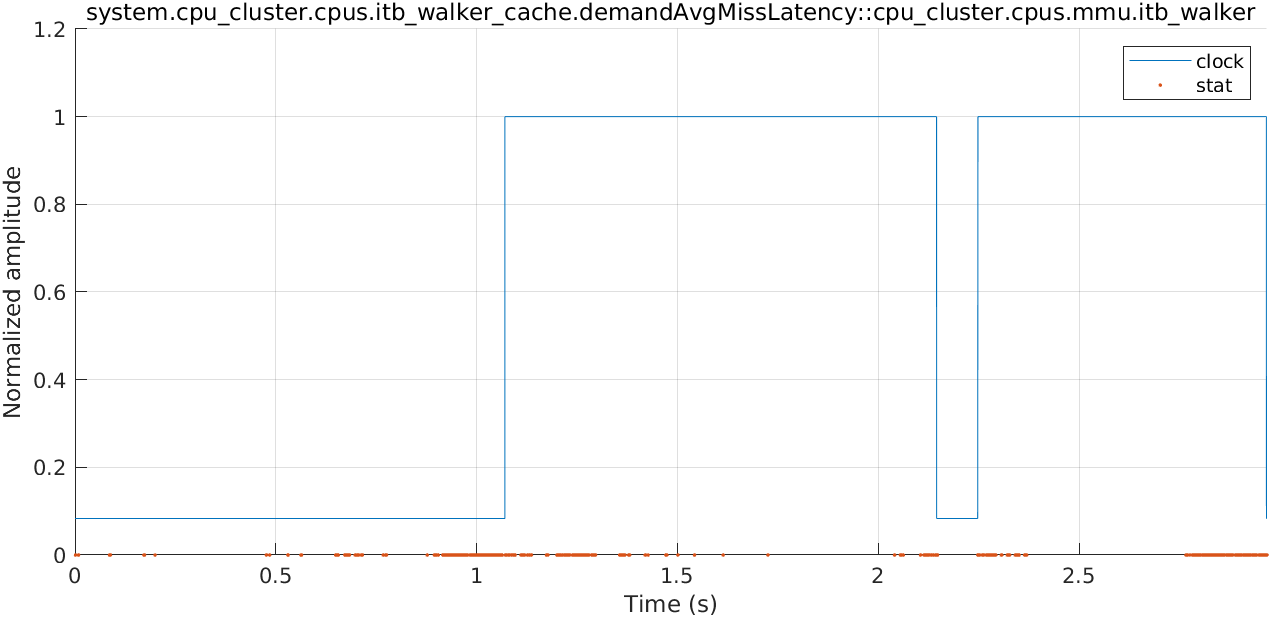 system.cpu_cluster.cpus.itb_walker_cache.demandAvgMissLatency::cpu_cluster.cpus.mmu.itb_walker
1.2
1
0.8
0.6
0.4
0.2
0
Normalized amplitude
clock
stat
0 0.5 1 1.5 2 2.5
Time (s)